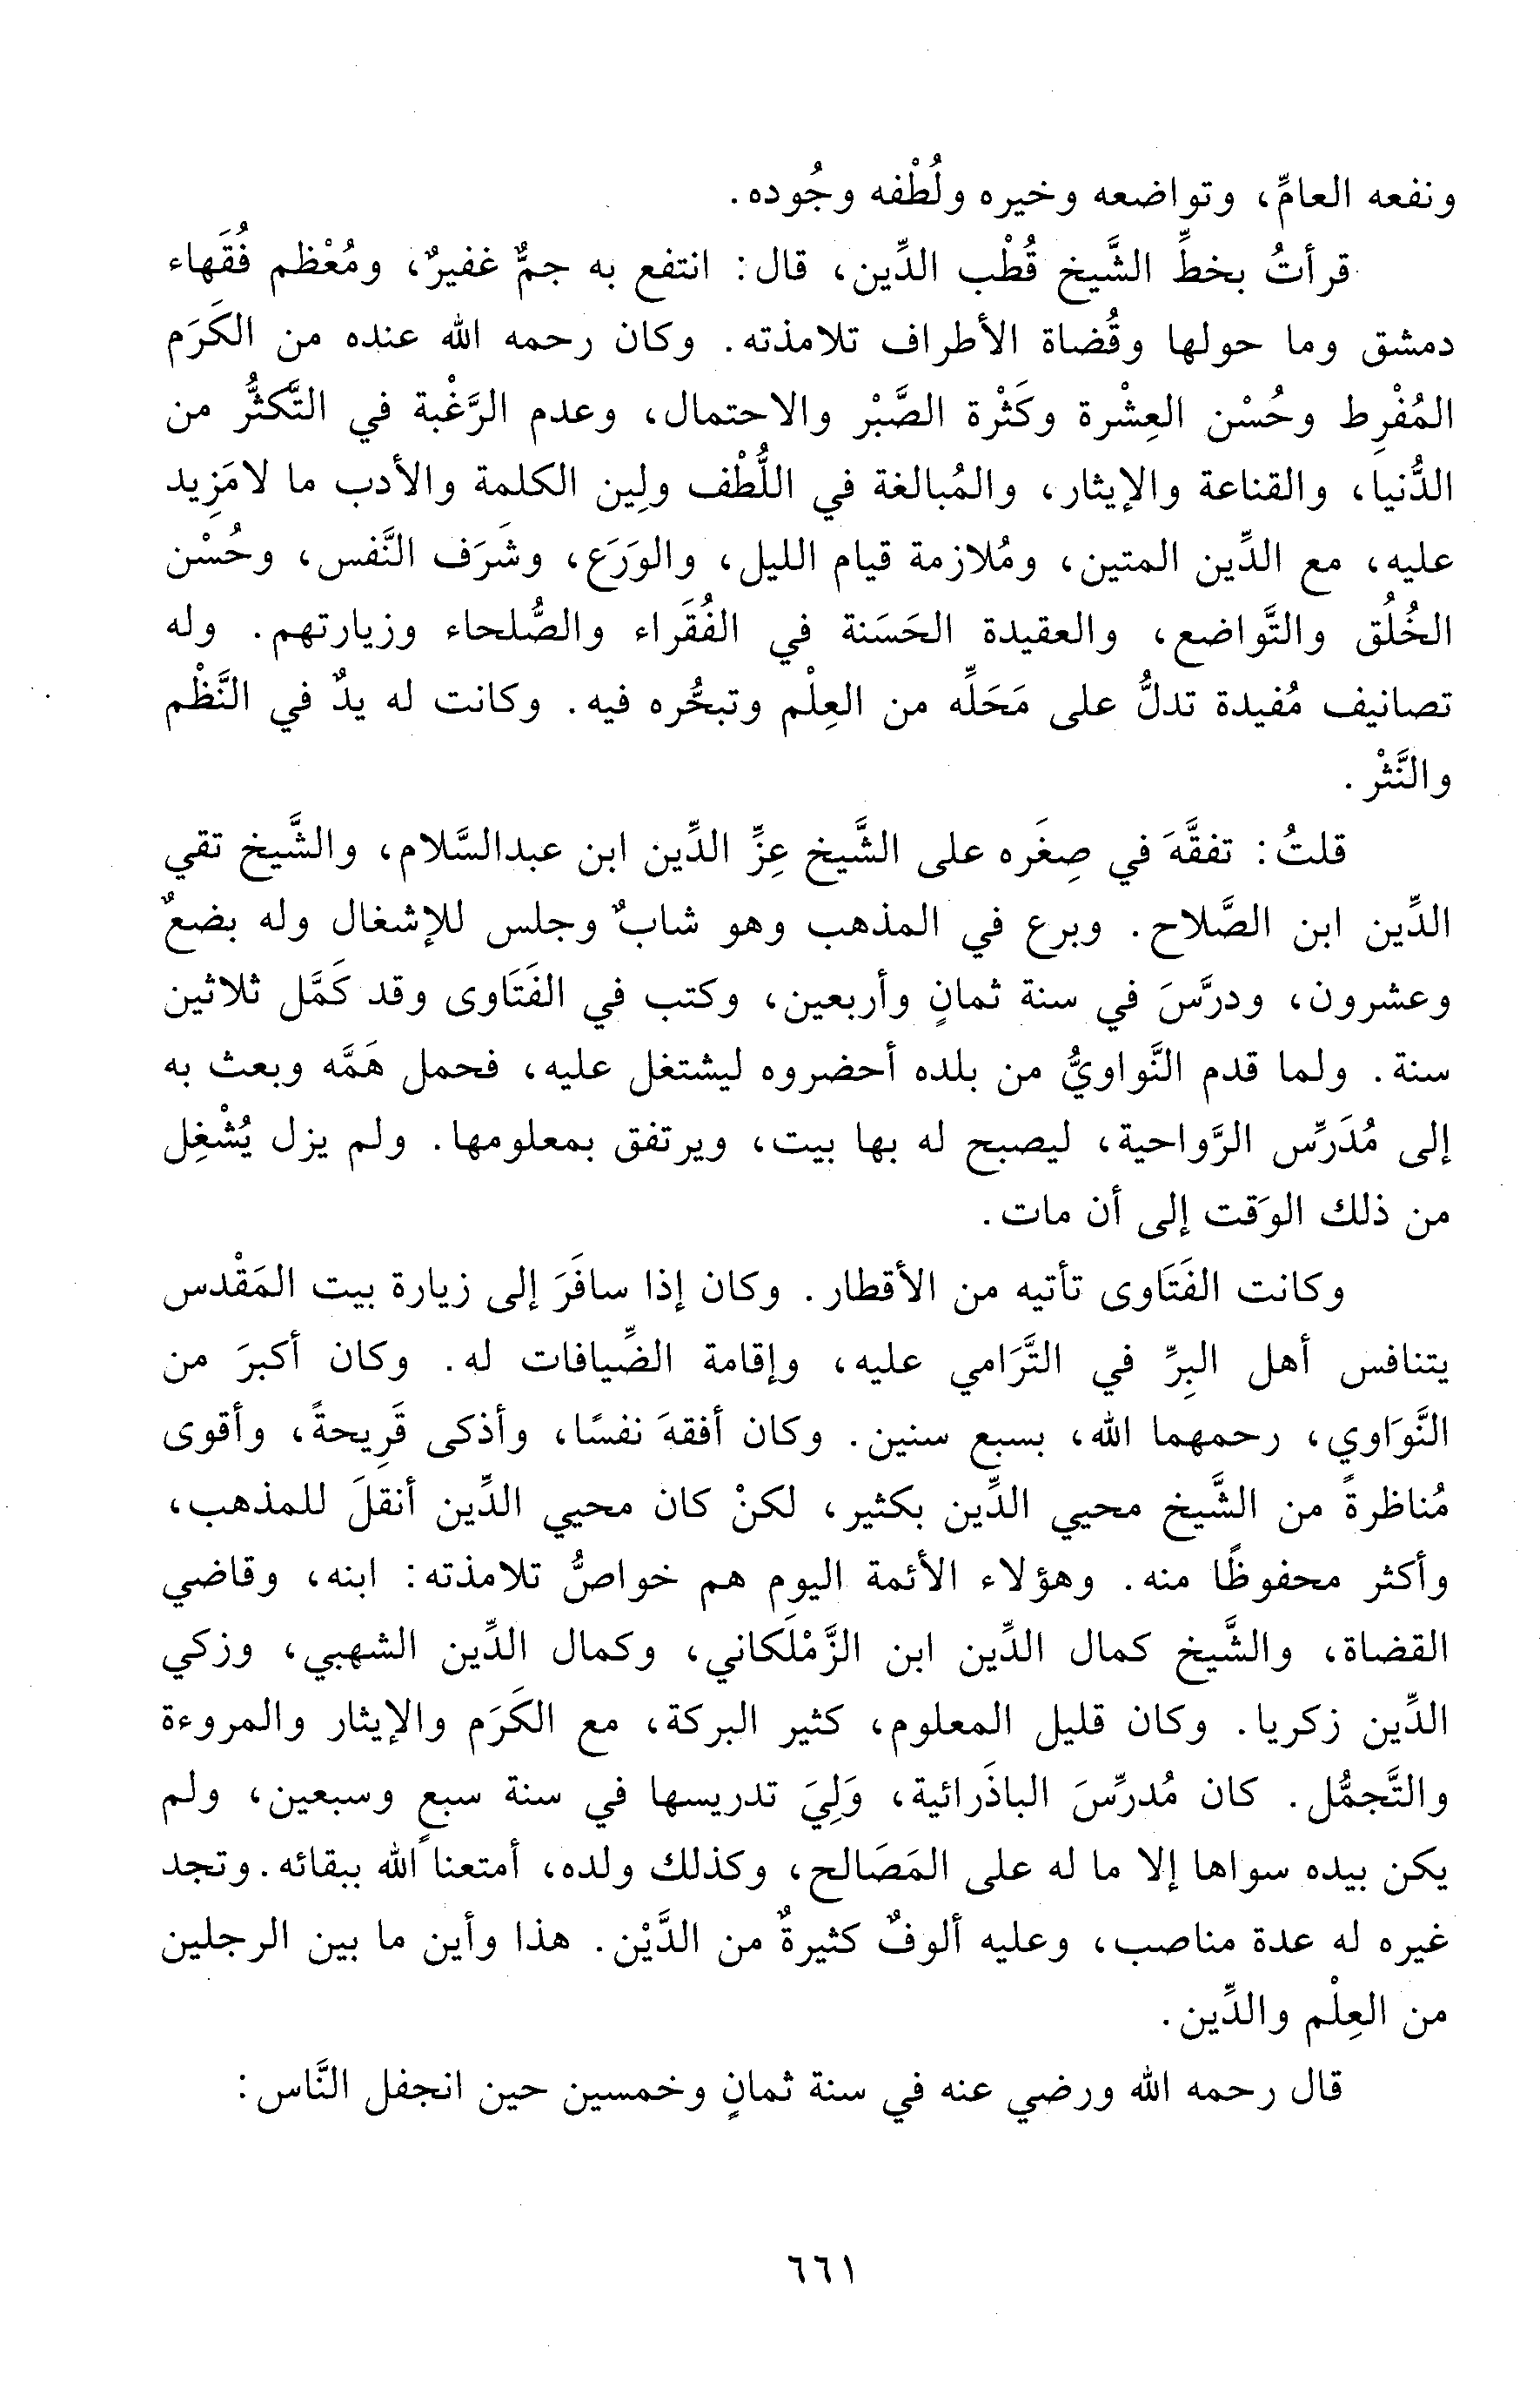 ونفعه العامِّ، وتواضعه وخيره ولُطْفه وجُوده.
قرأتُ بخطِّ الشَّيخ قُطْب الدِّين، قال: انتفع به جمٌّ غفيرٌ، ومُعْظم فُقَهاء
دمشق وما حولها وقُضاة الأطراف تلامذته. وكان رحمه الله عنده من الكَرَم
المُفْرِط وحُسْن العِشْرة وكَثْرة الصَّبْر والاحتمال، وعدم الرَّغْبة في التَّكثُّر من
الدُّنيا، والقناعة والإيثار، والمُبالغة في اللُّطْف ولِين الكلمة والأدب ما لامَزِيد
عليه، مع الدِّين المتين، ومُلازمة قيام الليل، والوَرَع، وشَرَف النَّفس، وحُسْن
الخُلُق والتَّواضع، والعقيدة الحَسَنة في الفُقَراء والصُّلحاء وزيارتهم. وله
تصانيف مُفيدة تدلُّ على مَحَلِّه من العِلْم وتبحُّره فيه. وكانت له يدٌ في النَّظْم
والنَّثْر.
قلتُ: تفقَّهَ في صِغَره على الشَّيخ عِزِّ الدِّين ابن عبدالسَّلام، والشَّيخ تقي
الدِّين ابن الصَّلاح. وبرع في المذهب وهو شابٌ وجلس للإشغال وله بضعٌ
وعشرون، ودرَّسَ في سنة ثمانٍ وأربعين، وكتب في الفَتَاوى وقد كَمَّل ثلاثين
سنة. ولما قدم النَّواويُّ من بلده أحضروه ليشتغل عليه، فحمل هَمَّه وبعث به
إلى مُدَرِّس الرَّواحية، ليصبح له بها بيت، ويرتفق بمعلومها. ولم يزل يُشْغِل
من ذلك الوَقت إلى أن مات.
وكانت الفَتَاوى تأتيه من الأقطار. وكان إذا سافَرَ إلى زيارة بيت المَقْدس
يتنافس أهل البِرِّ في التَّرَامي عليه، وإقامة الضِّيافات له. وكان أكبرَ من
النَّوَاوي، رحمهما الله، بسبع سنين. وكان أفقهَ نفسًا، وأذكى قَرِيحةً، وأقوى
مُناظرةً من الشَّيخ محيي الدِّين بكثير، لكنْ كان محيي الدِّين أنقلَ للمذهب،
وأكثر محفوظًا منه. وهؤلاء الأئمة اليوم هم خواصُّ تلامذته: ابنه، وقاضي
القضاة، والشَّيخ كمال الدِّين ابن الزَّمْلَكاني، وكمال الدِّين الشهبي، وزكي
الدِّين زكريا. وكان قليل المعلوم، كثير البركة، مع الكَرَم والإيثار والمروءة
والتَّجمُّل. كان مُدرِّسَ الباذَرائية، وَلِيَ تدريسها في سنة سبعٍ وسبعين، ولم
يكن بيده سواها إلا ما له على المَصَالح، وكذلك ولده، أمتعنا الله ببقائه. وتجد
غيره له عدة مناصب، وعليه ألوفٌ كثيرةٌ من الدَّيْن. هذا وأين ما بين الرجلين
من العِلْم والدِّين.
قال رحمه الله ورضي عنه في سنة ثمانٍ وخمسين حين انجفل النَّاس:
٦٦١